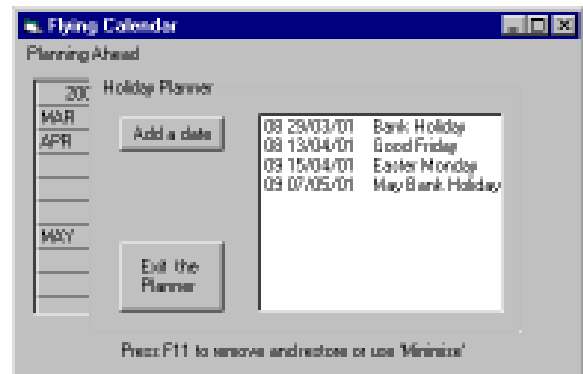 Flying Calendar
Planning Ahead
200
Holiday Planner
MAR
APR
MAY
Add a date
08 29/03/01 Bank Holiday
08 13/04/01 Good Friday
09 15/04/01 Easter Monday
09 07/05/01 May Bank Holiday
Exit the
Planner
Press F11 to remove and restore or use 'Minimise'